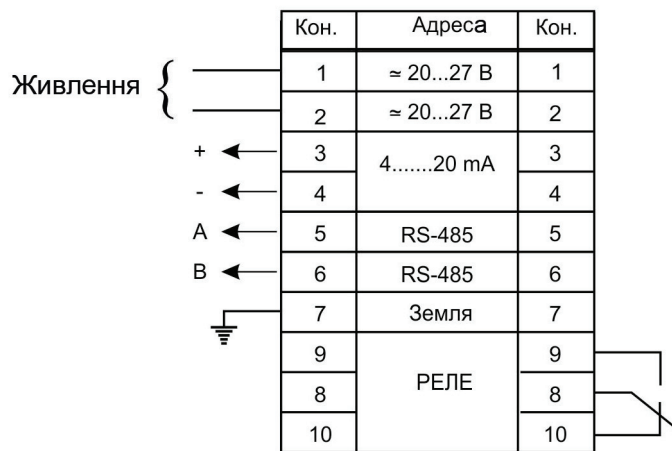 Кон. Адреса Кон.
Живлення { 1 ≃ 20...27 В 1
2 ≃ 20...27 В 2
+ 3 4.......20 mA 3
- 4 4
A 5 RS-485 5
B 6 RS-485 6
7 Земля 7
9 РЕЛЕ 9
8 8
10 10